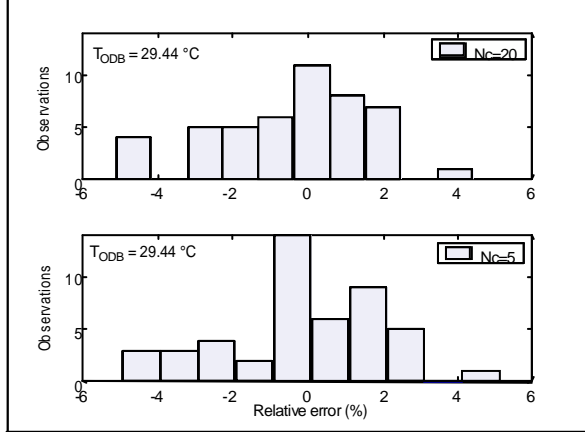 T_ODB = 29.44 °C
Nc=20
Observations
10
5
0
-6 -4 -2 0 2 4 6
T_ODB = 29.44 °C
Nc=5
Observations
10
5
0
-6 -4 -2 0 2 4 6
Relative error (%)